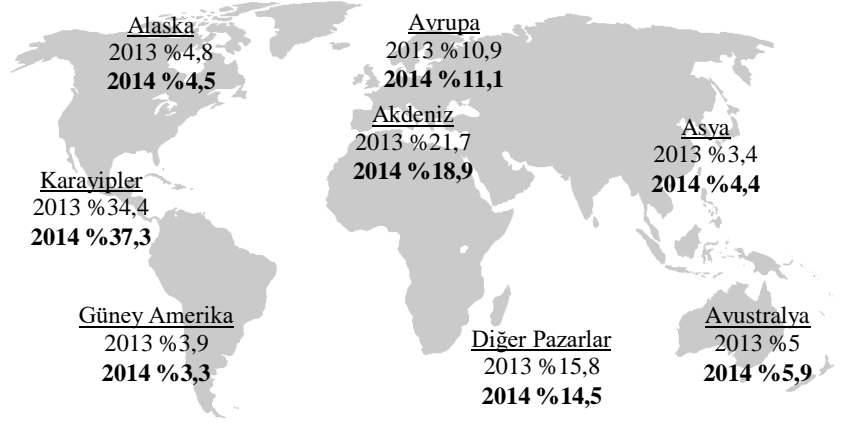 Alaska
2013 %4,8
2014 %4,5
Avrupa
2013 %10,9
2014 %11,1
Akdeniz
2013 %21,7
2014 %18,9
Asya
2013 %3,4
2014 %4,4
Karayipler
2013 %34,4
2014 %37,3
Güney Amerika
2013 %3,9
2014 %3,3
Diğer Pazarlar
2013 %15,8
2014 %14,5
Avustralya
2013 %5
2014 %5,9